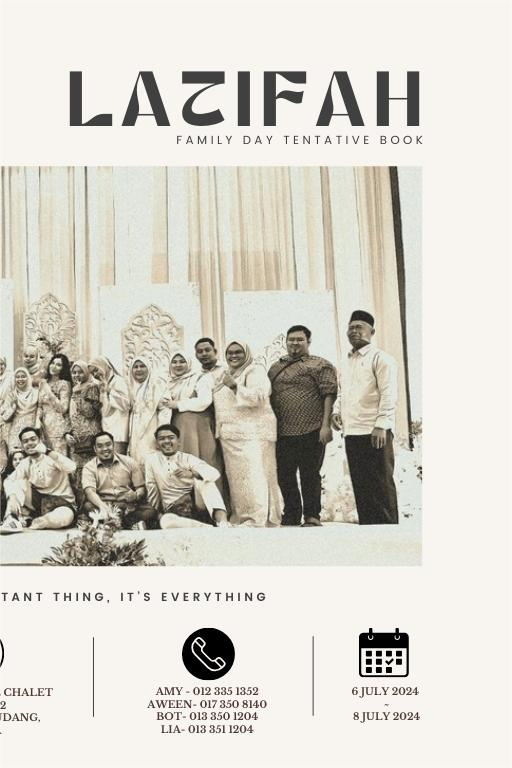 LAZIFAH
FAMILY DAY TENTATIVE BOOK
TANT THING, IT'S EVERYTHING
CHALET
2
UDANG,
AMY - 012 335 1352
AWEEN- 017 350 8140
BOT- 013 350 1204
LIA- 013 351 1204
6 JULY 2024
~
8 JULY 2024